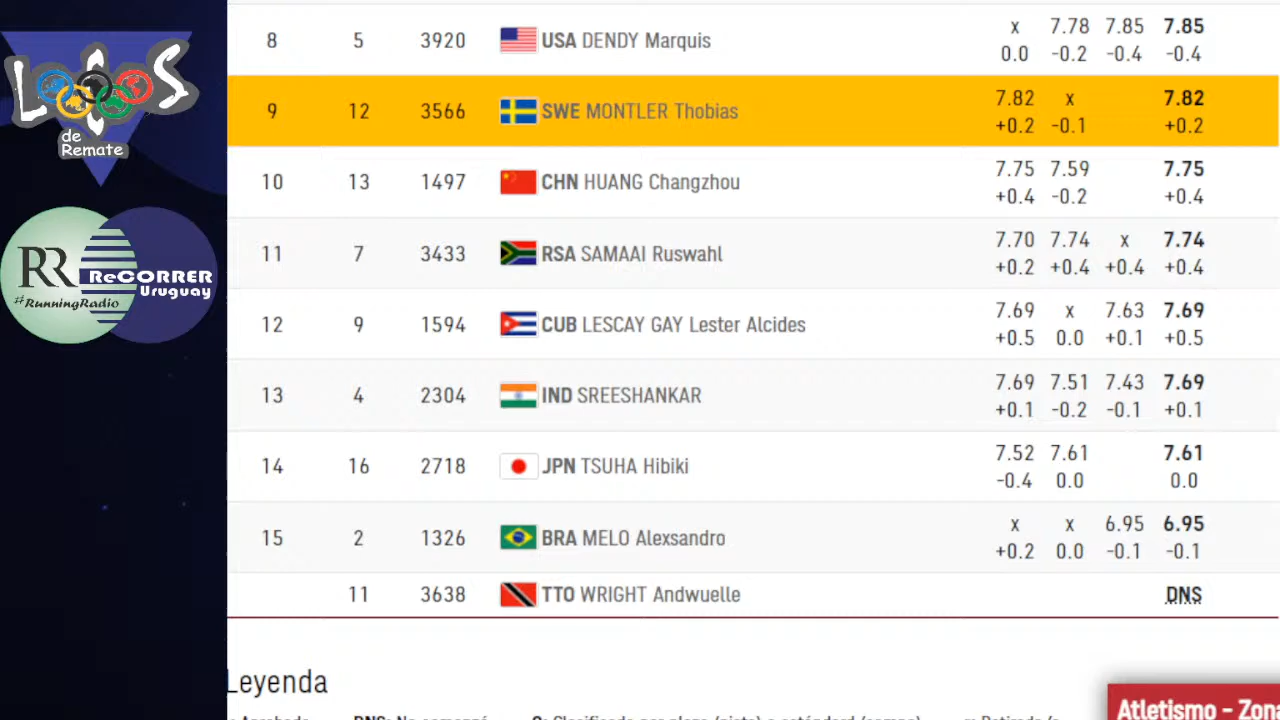 LOCOS
de
Remate
RR
#RunningRadio
ReCORRER
Uruguay
8 5 3920 USA DENDY Marquis x 7.78 7.85 7.85
0.0 -0.2 -0.4 -0.4
9 12 3566 SWE MONTLER Thobias 7.82 x 7.82
+0.2 -0.1 +0.2
10 13 1497 CHN HUANG Changzhou 7.75 7.59 7.75
+0.4 -0.2 +0.4
11 7 3433 RSA SAMAAI Ruswahl 7.70 7.74 x 7.74
+0.2 +0.4 +0.4 +0.4
12 9 1594 CUB LESCAY GAY Lester Alcides 7.69 x 7.63 7.69
+0.5 0.0 +0.1 +0.5
13 4 2304 IND SREESHANKAR 7.69 7.51 7.43 7.69
+0.1 -0.2 -0.1 +0.1
14 16 2718 JPN TSUHA Hibiki 7.52 7.61 7.61
-0.4 0.0 0.0
15 2 1326 BRA MELO Alexsandro x x 6.95 6.95
+0.2 0.0 -0.1 -0.1
11 3638 TTO WRIGHT Andwuelle DNS
Leyenda
Atletismo - Zona